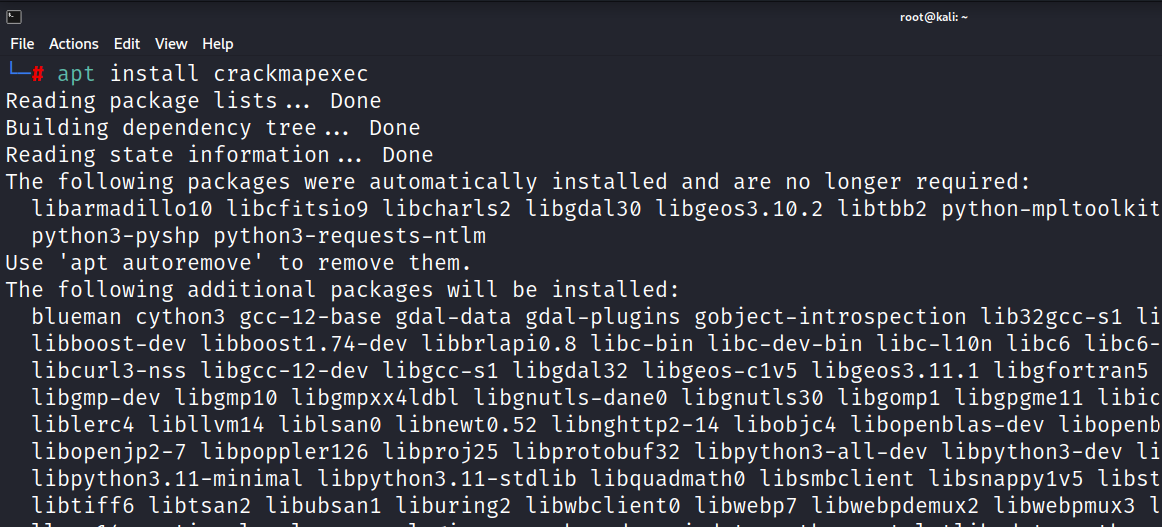 root@kali: ~
File Actions Edit View Help
└─# apt install crackmapexec
Reading package lists... Done
Building dependency tree... Done
Reading state information... Done
The following packages were automatically installed and are no longer required:
libarmadillo10 libcfitsio9 libcharls2 libgdal30 libgeos3.10.2 libtbb2 python-mpltoolkit
python3-pyshp python3-requests-ntlm
Use 'apt autoremove' to remove them.
The following additional packages will be installed:
blueman cython3 gcc-12-base gdal-data gdal-plugins gobject-introspection lib32gcc-s1 li
libboost-dev libboost1.74-dev libbrlapi0.8 libc-bin libc-dev-bin libc-l10n libc6 libc6-
libcurl3-nss libgcc-12-dev libgcc-s1 libgdal32 libgeos-c1v5 libgeos3.11.1 libgfortran5
libgmp-dev libgmp10 libgmpxx4ldbl libgnutls-dane0 libgnutls30 libgomp1 libgpgme11 libic
liblerc4 libllvm14 liblsan0 libnewt0.52 libnghttp2-14 libobjc4 libopenblas-dev libopenb
libopenjp2-7 libpoppler126 libproj25 libprotobuf32 libpython3-all-dev libpython3-dev li
libpython3.11-minimal libpython3.11-stdlib libquadmath0 libsmbclient libsnappy1v5 libst
libtiff6 libtsan2 libubsan1 liburing2 libwbclient0 libwebp7 libwebpdemux2 libwebpmux3 l